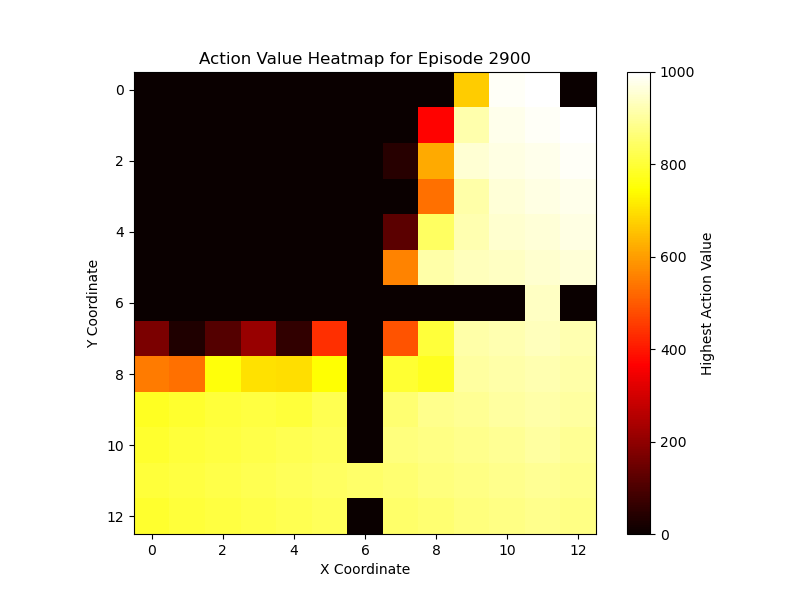 Action Value Heatmap for Episode 2900
0
2
4
6
8
10
12
Y Coordinate
0 2 4 6 8 10 12
X Coordinate
1000
800
600
400
200
0
Highest Action Value